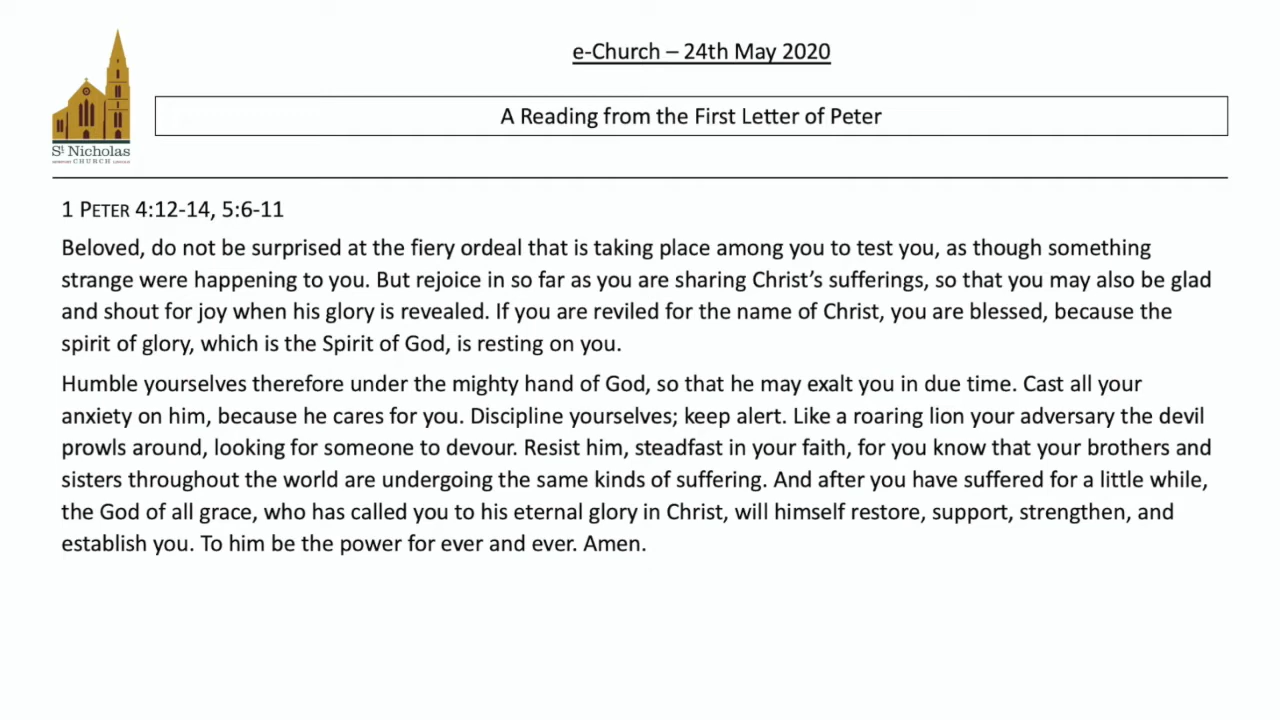 e-Church – 24th May 2020
A Reading from the First Letter of Peter
St Nicholas
CHURCH
1 PETER 4:12-14, 5:6-11
Beloved, do not be surprised at the fiery ordeal that is taking place among you to test you, as though something
strange were happening to you. But rejoice in so far as you are sharing Christ’s sufferings, so that you may also be glad
and shout for joy when his glory is revealed. If you are reviled for the name of Christ, you are blessed, because the
spirit of glory, which is the Spirit of God, is resting on you.
Humble yourselves therefore under the mighty hand of God, so that he may exalt you in due time. Cast all your
anxiety on him, because he cares for you. Discipline yourselves; keep alert. Like a roaring lion your adversary the devil
prowls around, looking for someone to devour. Resist him, steadfast in your faith, for you know that your brothers and
sisters throughout the world are undergoing the same kinds of suffering. And after you have suffered for a little while,
the God of all grace, who has called you to his eternal glory in Christ, will himself restore, support, strengthen, and
establish you. To him be the power for ever and ever. Amen.